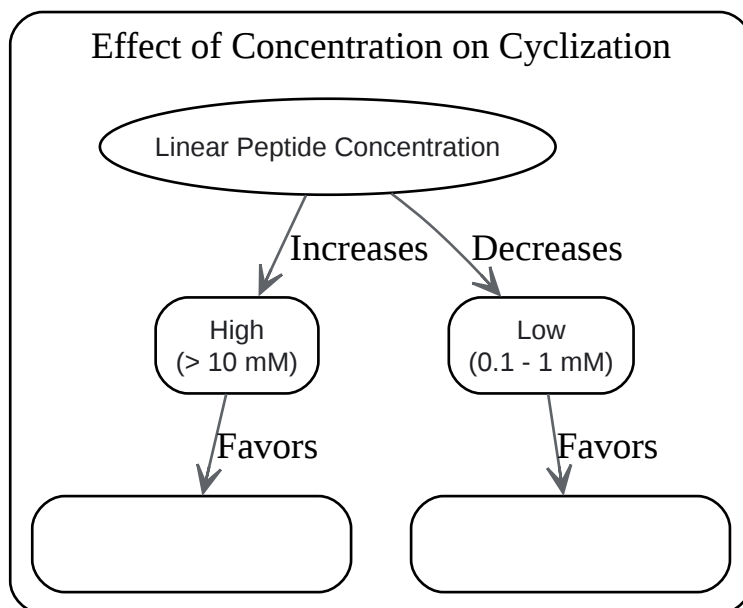 Effect of Concentration on Cyclization
Linear Peptide Concentration
Increases
Decreases
High
(> 10 mM)
Low
(0.1 - 1 mM)
Favors
Favors